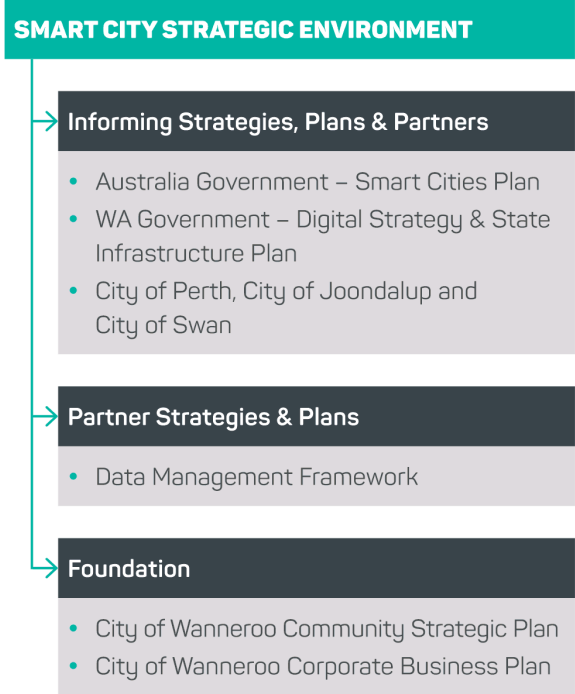 SMART CITY STRATEGIC ENVIRONMENT
Informing Strategies, Plans & Partners
• Australia Government – Smart Cities Plan
• WA Government – Digital Strategy & State
Infrastructure Plan
• City of Perth, City of Joondalup and
City of Swan
Partner Strategies & Plans
• Data Management Framework
Foundation
• City of Wanneroo Community Strategic Plan
• City of Wanneroo Corporate Business Plan